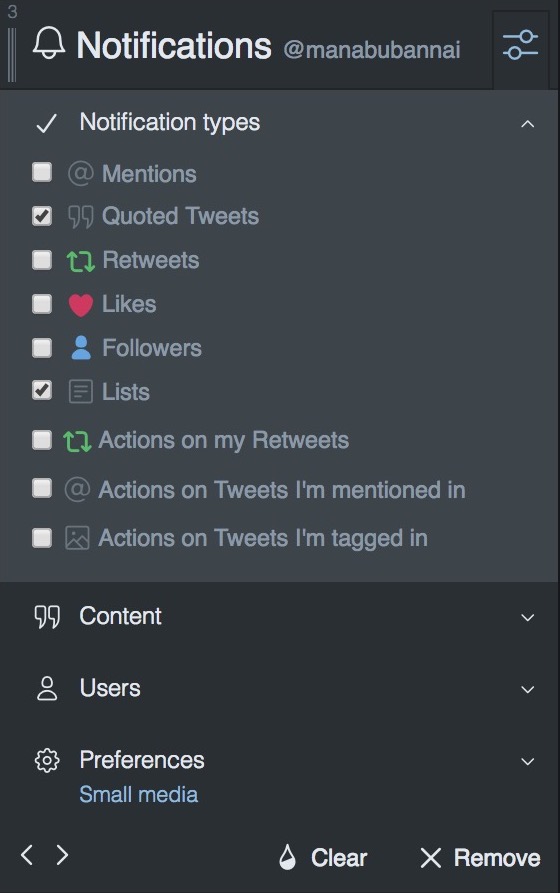 3
Notifications @manabubannai
Notification types
Mentions
Quoted Tweets
Retweets
Likes
Followers
Lists
Actions on my Retweets
Actions on Tweets I'm mentioned in
Actions on Tweets I'm tagged in
Content
Users
Preferences
Small media
Clear Remove